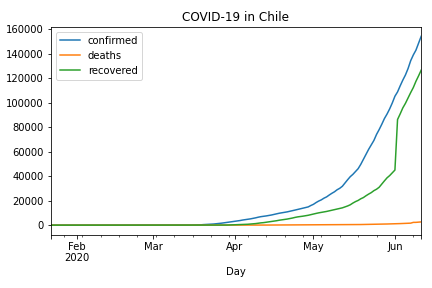 COVID-19 in Chile
confirmed
deaths
recovered
160000
140000
120000
100000
80000
60000
40000
20000
0
Feb
2020
Mar
Apr
May
Jun
Day